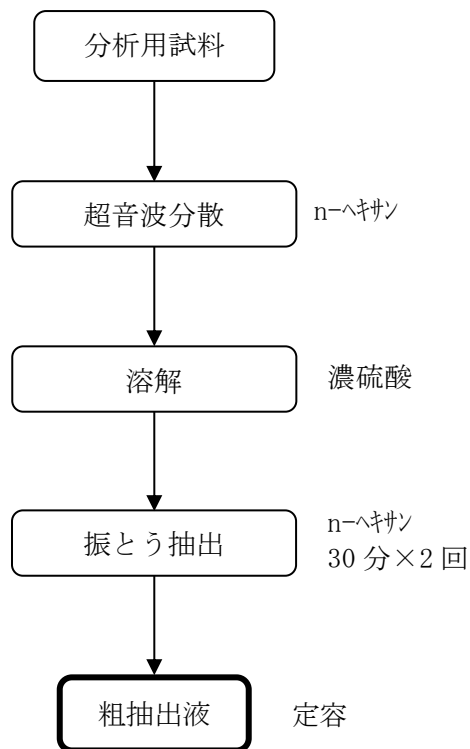 分析用試料
超音波分散
n-ﾍｷｻﾝ
溶解
濃硫酸
振とう抽出
n-ﾍｷｻﾝ
30 分×2 回
粗抽出液
定容